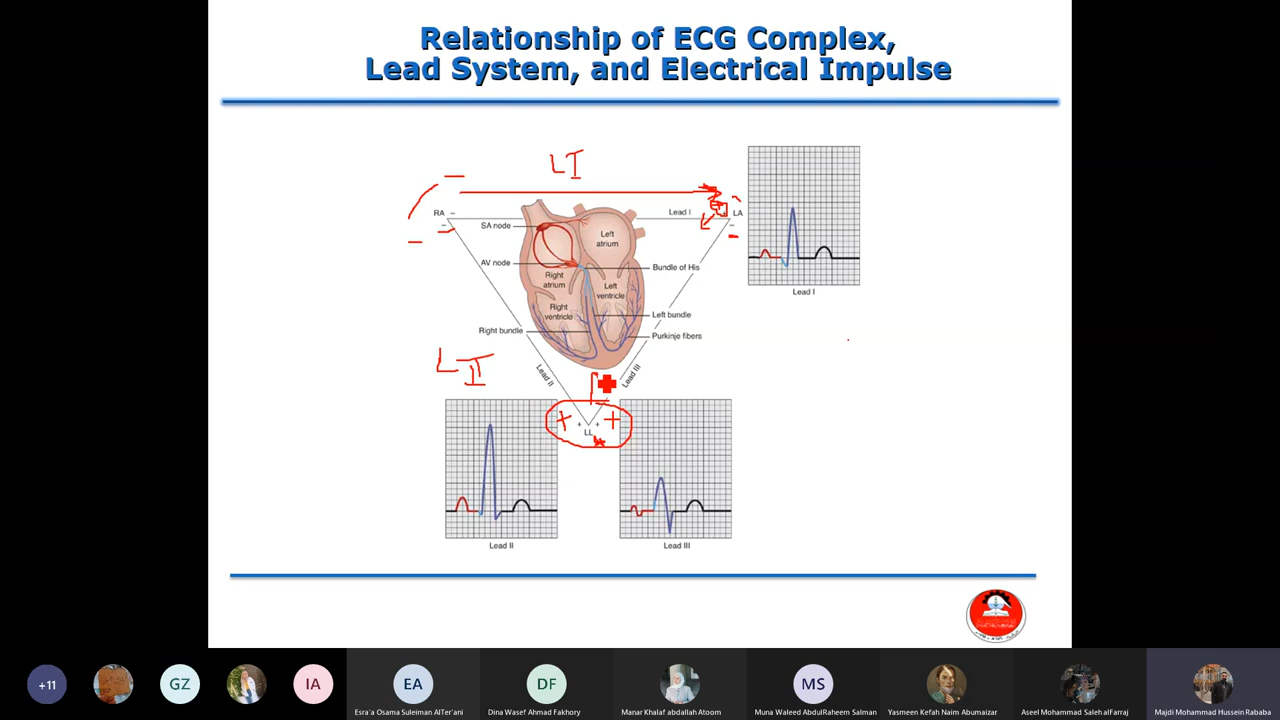 Relationship of ECG Complex,
Lead System, and Electrical Impulse
LI
RA −
−
SA node
Lead I
LA
−
Left
atrium
AV node
Bundle of His
Right
atrium
Left
ventricle
Right
ventricle
Left bundle
Right bundle
Purkinje fibers
Lead I
LII
Lead II
Lead III
+ +
+ LL +
Lead II
Lead III
+11
GZ
IA
EA
Esra'a Osama Suleiman AlTer'ani
DF
Dina Wasef Ahmad Fakhory
Manar Khalaf abdallah Atoom
MS
Muna Waleed AbdulRaheem Salman
Yasmeen Kefah Naim Abumaizar
Aseel Mohammad Saleh alFarraj
Majdi Mohammad Hussein Rababa